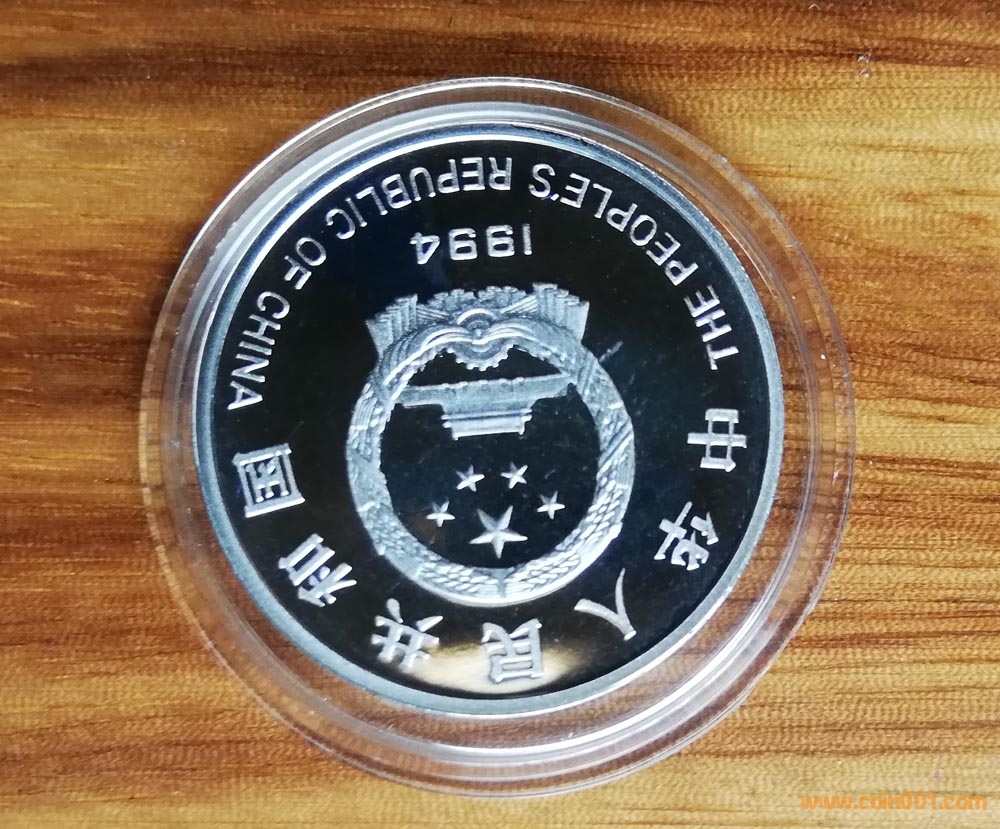 中华人民共和国
1994
THE PEOPLE'S REPUBLIC OF CHINA
www.coin001.com